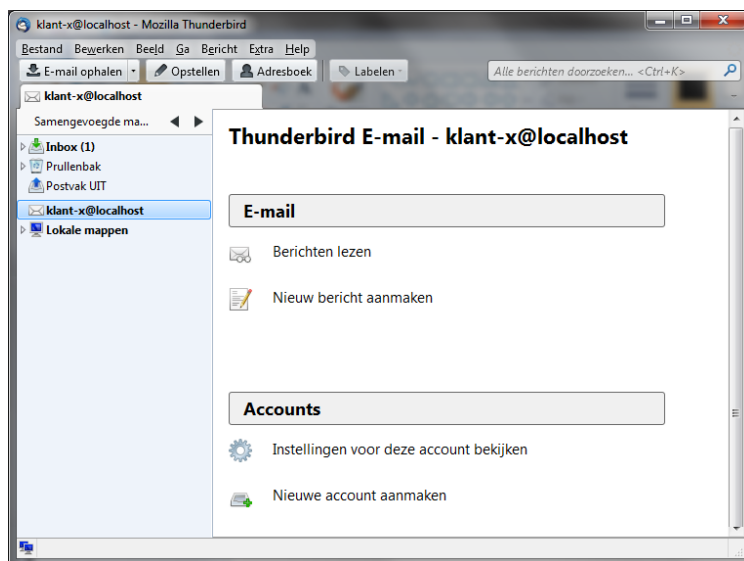 klant-x@localhost - Mozilla Thunderbird
Bestand Bewerken Beeld Ga Bericht Extra Help
E-mail ophalen Opstellen Adresboek Labelen Alle berichten doorzoeken... <Ctrl+K>
klant-x@localhost
Samengevoegde ma...
Inbox (1)
Prullenbak
Postvak UIT
klant-x@localhost
Lokale mappen
Thunderbird E-mail - klant-x@localhost
E-mail
Berichten lezen
Nieuw bericht aanmaken
Accounts
Instellingen voor deze account bekijken
Nieuwe account aanmaken